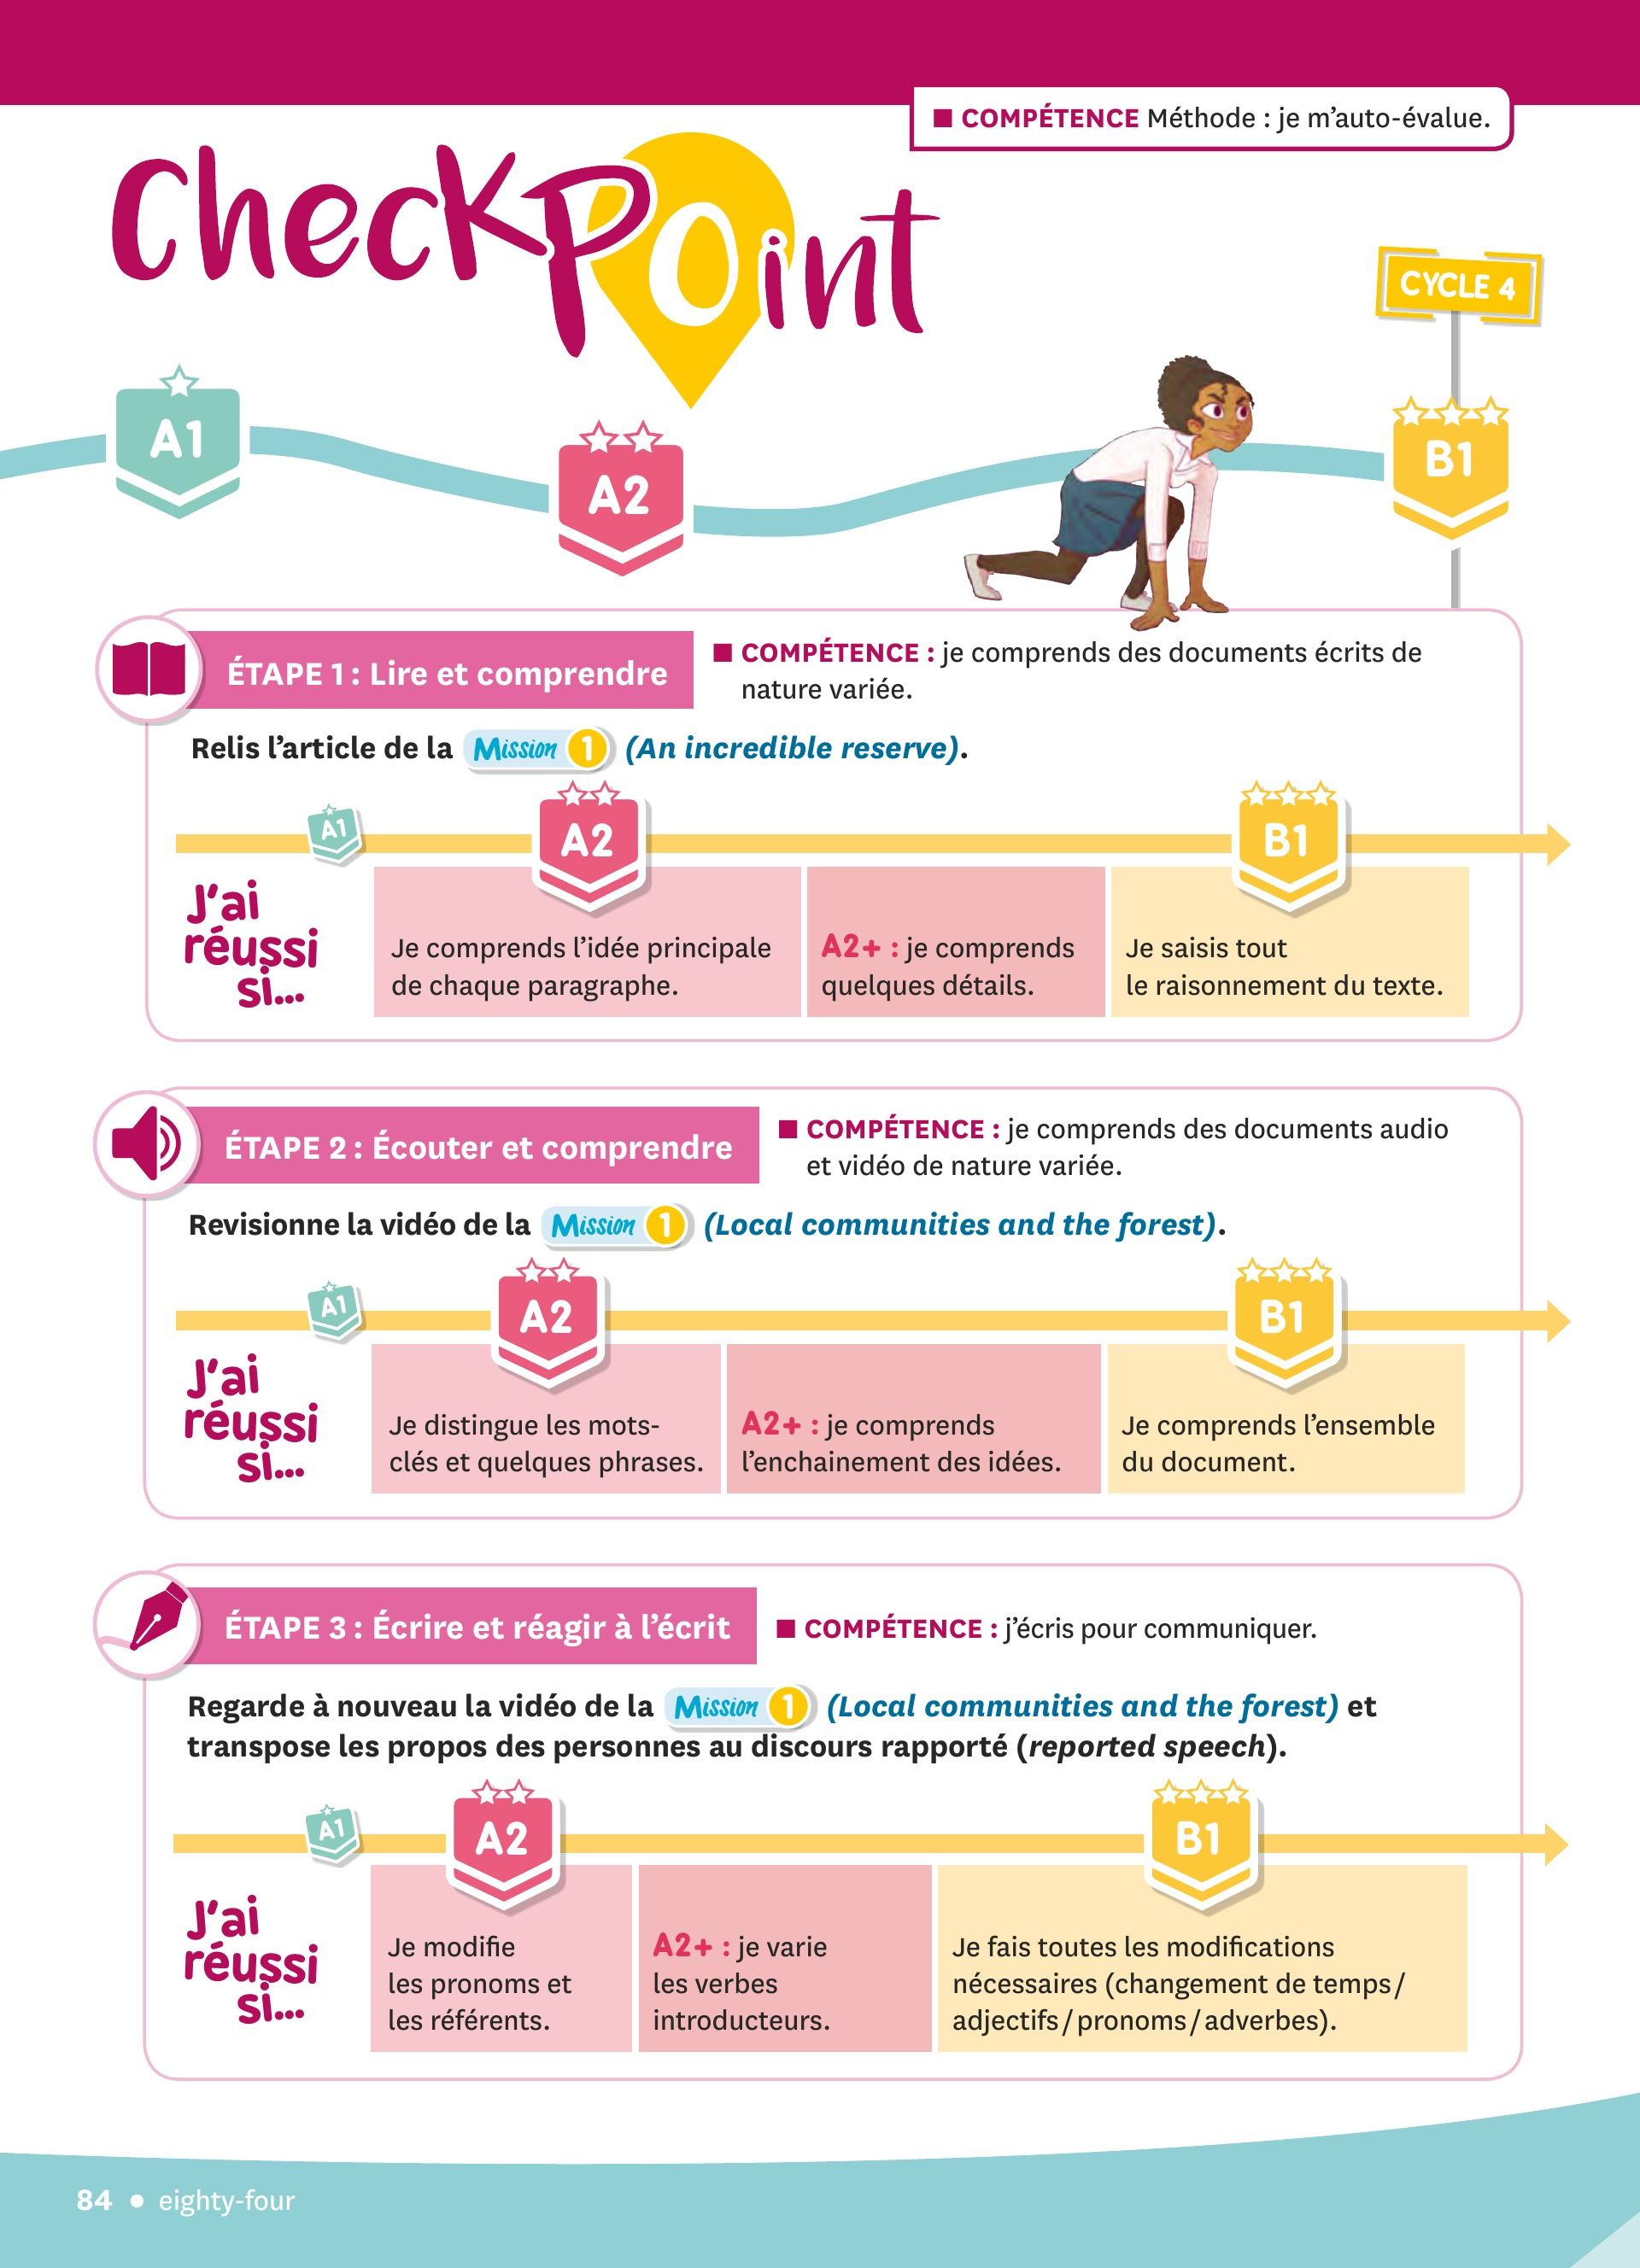 ■ COMPÉTENCE Méthode : je m’auto-évalue.
CheckPoint
CYCLE 4
A1
A2
B1
ÉTAPE 1 : Lire et comprendre
■ COMPÉTENCE : je comprends des documents écrits de
nature variée.
Relis l’article de la Mission 1 (An incredible reserve).
A1
A2
B1
J’ai
réussi
si...
Je comprends l’idée principale
de chaque paragraphe.
A2+ : je comprends
quelques détails.
Je saisis tout
le raisonnement du texte.
ÉTAPE 2 : Écouter et comprendre
■ COMPÉTENCE : je comprends des documents audio
et vidéo de nature variée.
Revisionne la vidéo de la Mission 1 (Local communities and the forest).
A1
A2
B1
J’ai
réussi
si...
Je distingue les mots-
clés et quelques phrases.
A2+ : je comprends
l’enchainement des idées.
Je comprends l’ensemble
du document.
ÉTAPE 3 : Écrire et réagir à l’écrit
■ COMPÉTENCE : j’écris pour communiquer.
Regarde à nouveau la vidéo de la Mission 1 (Local communities and the forest) et
transpose les propos des personnes au discours rapporté (reported speech).
A1
A2
B1
J’ai
réussi
si...
Je modifie
les pronoms et
les référents.
A2+ : je varie
les verbes
introducteurs.
Je fais toutes les modifications
nécessaires (changement de temps/
adjectifs/pronoms/adverbes).
84 • eighty-four